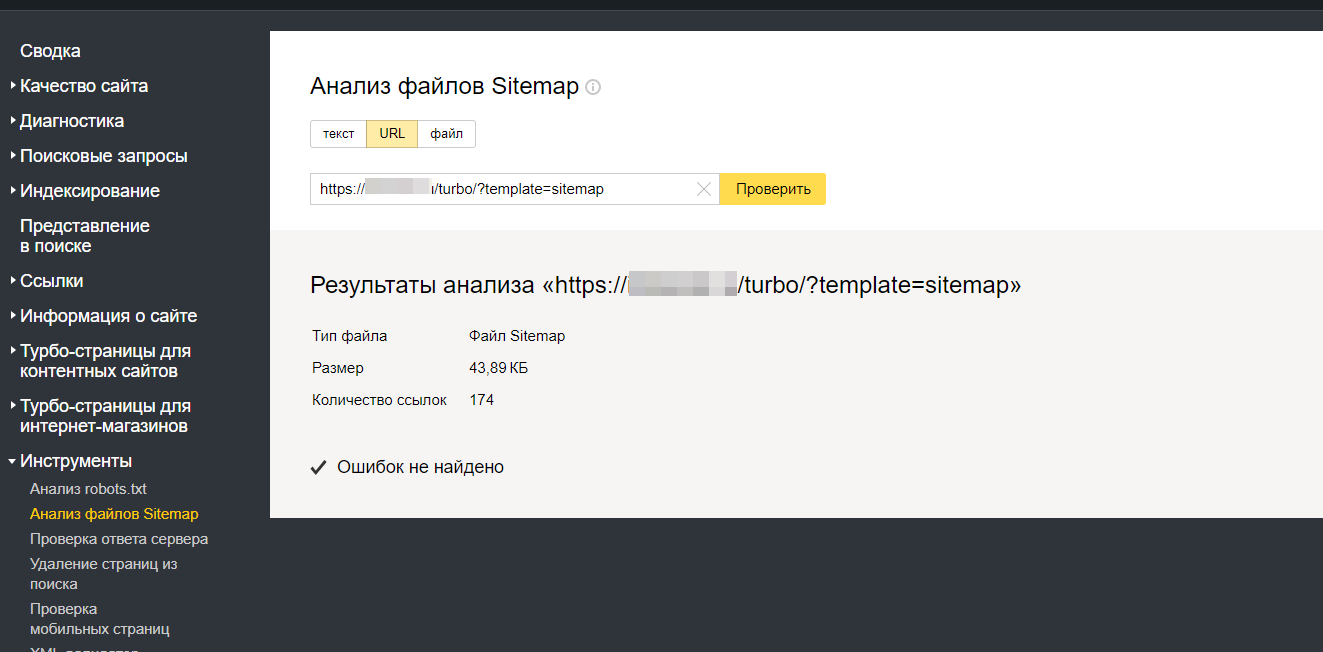 Сводка
Качество сайта
Диагностика
Поисковые запросы
Индексирование
Представление
в поиске
Ссылки
Информация о сайте
Турбо-страницы для
контентных сайтов
Турбо-страницы для
интернет-магазинов
Инструменты
Анализ robots.txt
Анализ файлов Sitemap
Проверка ответа сервера
Удаление страниц из
поиска
Проверка
мобильных страниц
Анализ файлов Sitemap
текст URL файл
https:// /turbo/?template=sitemap Проверить
Результаты анализа «https:// /turbo/?template=sitemap»
Тип файла Файл Sitemap
Размер 43,89 КБ
Количество ссылок 174
Ошибок не найдено